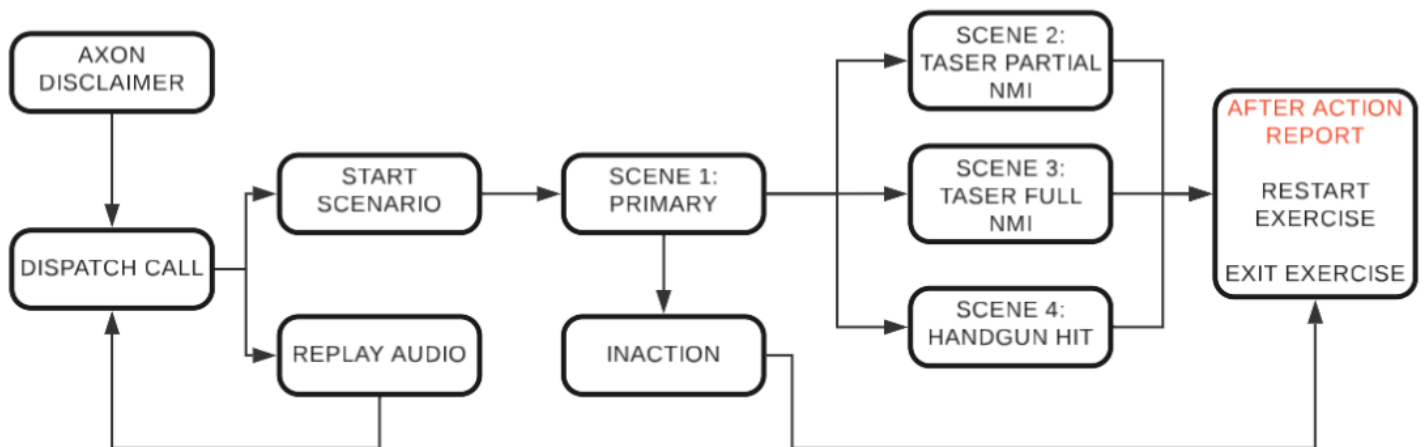 AXON
DISCLAIMER
DISPATCH CALL
START
SCENARIO
REPLAY AUDIO
SCENE 1:
PRIMARY
INACTION
SCENE 2:
TASER PARTIAL
NMI
SCENE 3:
TASER FULL
NMI
SCENE 4:
HANDGUN HIT
AFTER ACTION
REPORT
RESTART
EXERCISE
EXIT EXERCISE